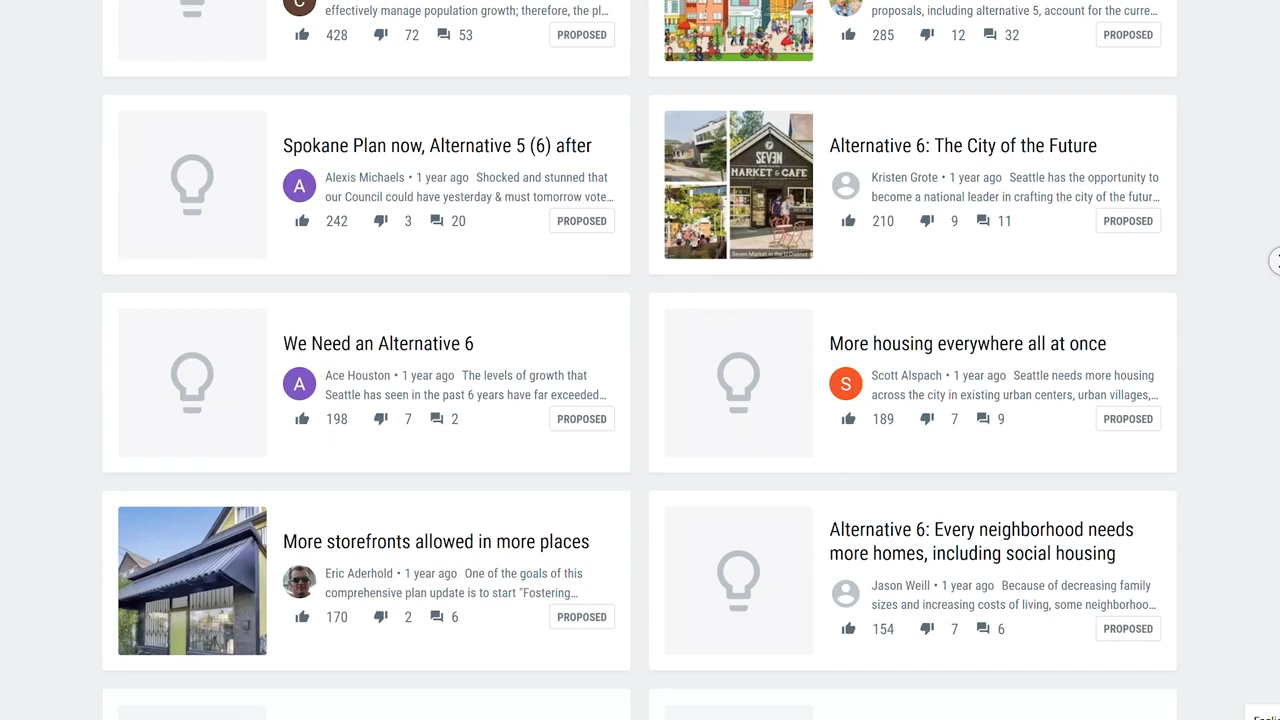 C
effectively manage population growth; therefore, the pl…
428 72 53
PROPOSED
proposals, including alternative 5, account for the curre…
285 12 32
PROPOSED
Spokane Plan now, Alternative 5 (6) after
A
Alexis Michaels • 1 year ago Shocked and stunned that
our Council could have yesterday & must tomorrow vote…
242 3 20
PROPOSED
SEVEN
MARKET & CAFE
Seven Market in the U District
Alternative 6: The City of the Future
Kristen Grote • 1 year ago Seattle has the opportunity to
become a national leader in crafting the city of the futur…
210 9 11
PROPOSED
We Need an Alternative 6
A
Ace Houston • 1 year ago The levels of growth that
Seattle has seen in the past 6 years have far exceeded…
198 7 2
PROPOSED
More housing everywhere all at once
S
Scott Alspach • 1 year ago Seattle needs more housing
across the city in existing urban centers, urban villages,…
189 7 9
PROPOSED
More storefronts allowed in more places
Eric Aderhold • 1 year ago One of the goals of this
comprehensive plan update is to start "Fostering…
170 2 6
PROPOSED
Alternative 6: Every neighborhood needs
more homes, including social housing
Jason Weill • 1 year ago Because of decreasing family
sizes and increasing costs of living, some neighborhoo…
154 7 6
PROPOSED